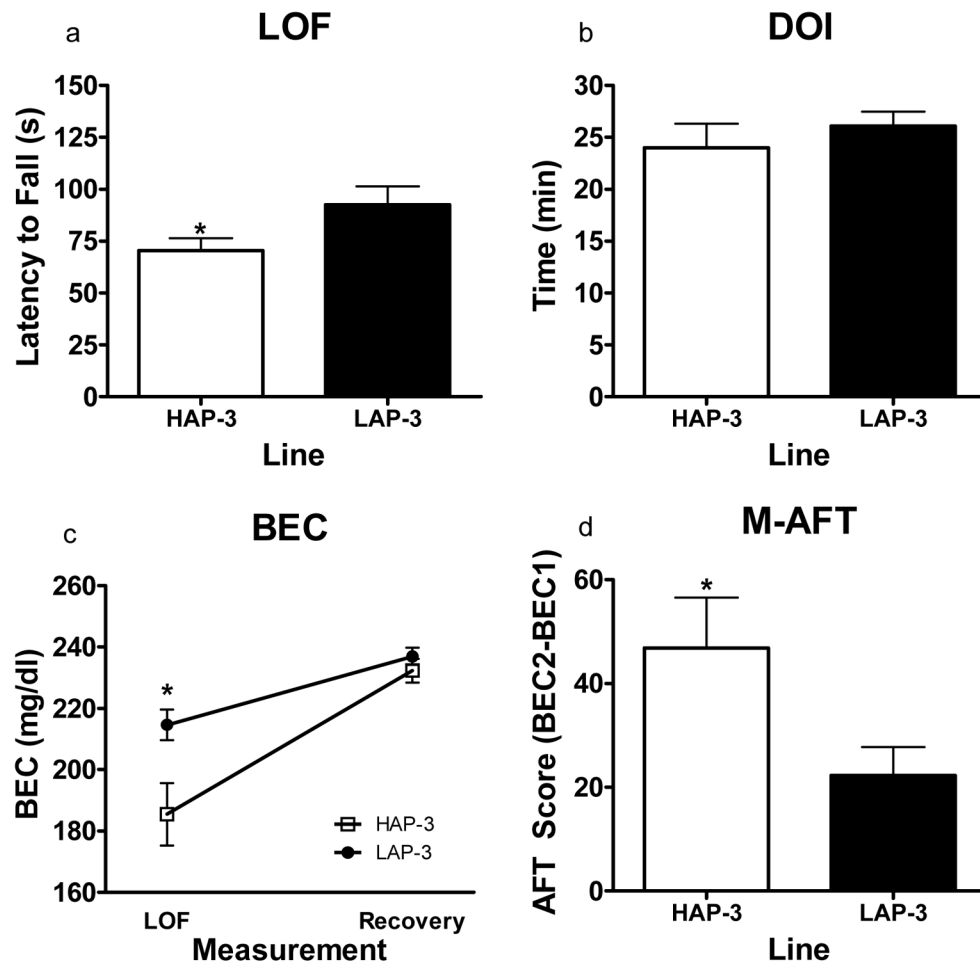 a
LOF
Latency to Fall (s)
150
125
100
75
50
25
0
*
HAP-3
LAP-3
Line
b
DOI
Time (min)
30
25
20
15
10
5
0
HAP-3
LAP-3
Line
c
BEC
BEC (mg/dl)
260
240
220
200
180
160
*
HAP-3
LAP-3
LOF
Recovery
Measurement
d
M-AFT
AFT Score (BEC2-BEC1)
60
40
20
0
*
HAP-3
LAP-3
Line